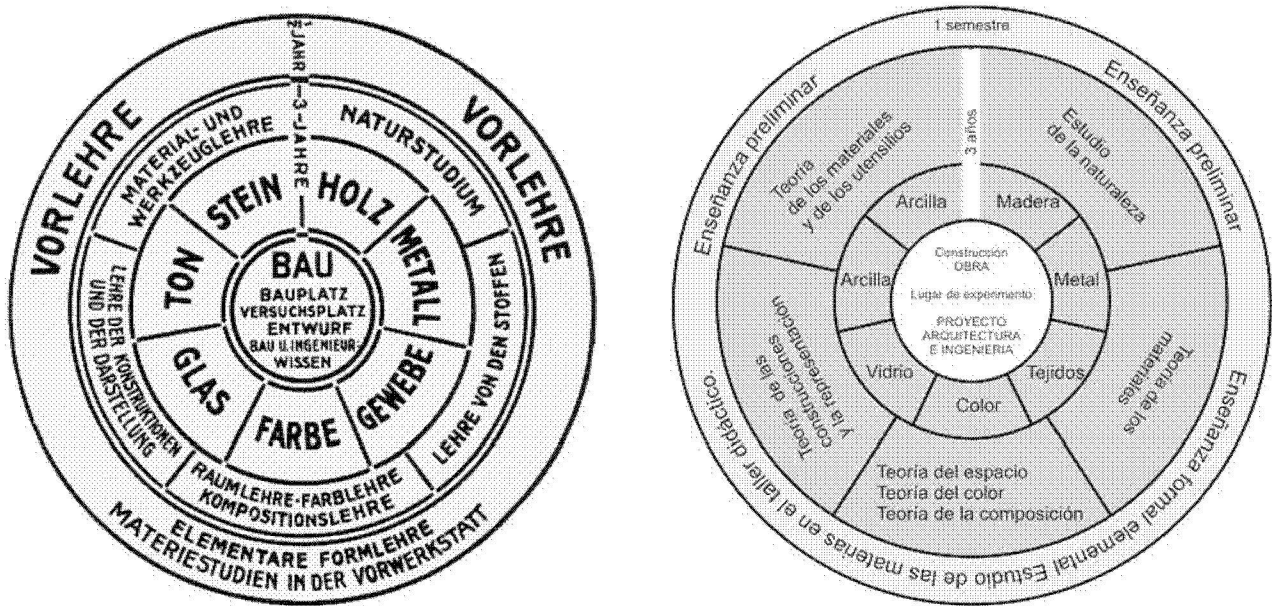 1/2 JAHR
VORLEHRE
VORLEHRE
3 JAHRE
MATERIAL- UND
WERKZEUGLEHRE
NATURSTUDIUM
LEHRE VON DEN STOFFEN
RAUMLEHRE·FARBLEHRE
KOMPOSITIONSLEHRE
LEHRE DER KONSTRUKTIONEN
UND DER DARSTELLUNG
STEIN
HOLZ
METALL
GEWEBE
FARBE
GLAS
TON
BAU
BAUPLATZ
VERSUCHSPLATZ
ENTWURF
BAU U. INGENIEUR-
WISSEN
ELEMENTARE FORMLEHRE
MATERIESTUDIEN IN DER VORWERKSTATT
1 semestre
Enseñanza preliminar
Enseñanza preliminar
3 años
Teoría
de los materiales
y de los utensilios
Estudio
de la naturaleza
Teoría de los
materiales
Teoría del espacio
Teoría del color
Teoría de la composición
Teoría de las
construcciones
y la representación
Arcilla
Madera
Metal
Tejidos
Color
Vidrio
Arcilla
Construcción
OBRA
Lugar de experimento
PROYECTO
ARQUITECTURA
E INGENIERIA
Enseñanza formal elemental Estudio de las materias en el taller didáctico.